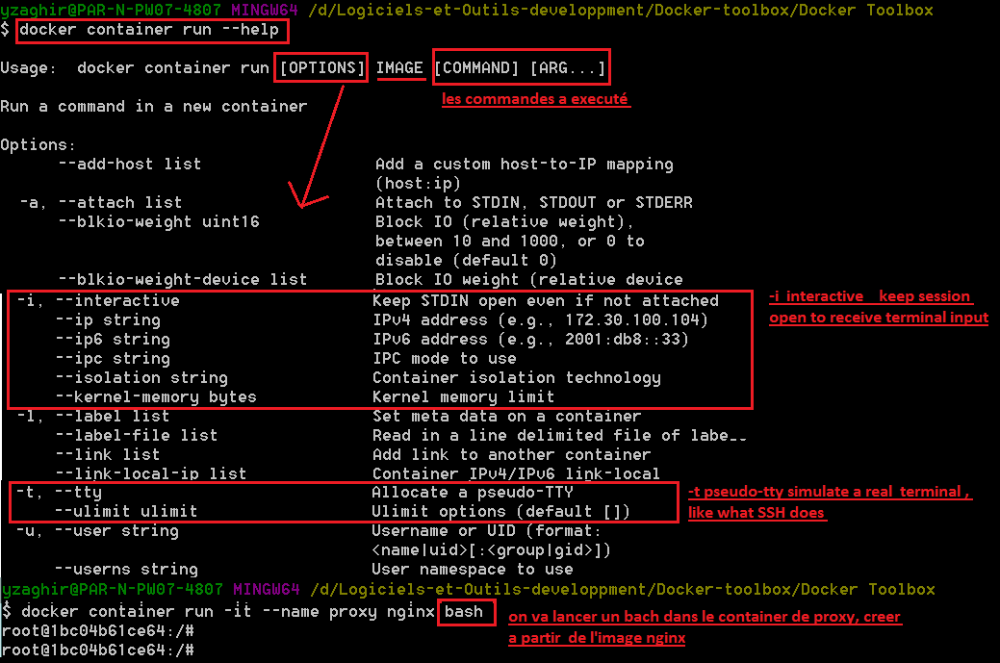 yzaghir@PAR-N-PW07-4807 MINGW64 /d/Logiciels-et-Outils-developpment/Docker-toolbox/Docker Toolbox
$ docker container run --help
Usage:  docker container run [OPTIONS] IMAGE [COMMAND] [ARG...]
les commandes a executé
Run a command in a new container
Options:
--add-host list Add a custom host-to-IP mapping
(host:ip)
-a, --attach list Attach to STDIN, STDOUT or STDERR
--blkio-weight uint16 Block IO (relative weight),
between 10 and 1000, or 0 to
disable (default 0)
--blkio-weight-device list Block IO weight (relative device
-i, --interactive Keep STDIN open even if not attached
--ip string IPv4 address (e.g., 172.30.100.104)
--ip6 string IPv6 address (e.g., 2001:db8::33)
--ipc string IPC mode to use
--isolation string Container isolation technology
--kernel-memory bytes Kernel memory limit
-i interactive keep session
open to receive terminal input
-l, --label list Set meta data on a container
--label-file list Read in a line delimited file of labe..
--link list Add link to another container
--link-local-ip list Container IPv4/IPv6 link-local
-t, --tty Allocate a pseudo-TTY
--ulimit ulimit Ulimit options (default [])
-t pseudo-tty simulate a real terminal ,
like what SSH does
-u, --user string Username or UID (format:
<name|uid>[:<group|gid>])
--userns string User namespace to use
yzaghir@PAR-N-PW07-4807 MINGW64 /d/Logiciels-et-Outils-developpment/Docker-toolbox/Docker Toolbox
$ docker container run -it --name proxy nginx bash
root@1bc04b61ce64:/#
root@1bc04b61ce64:/#
on va lancer un bach dans le container de proxy, creer
a partir de l'image nginx